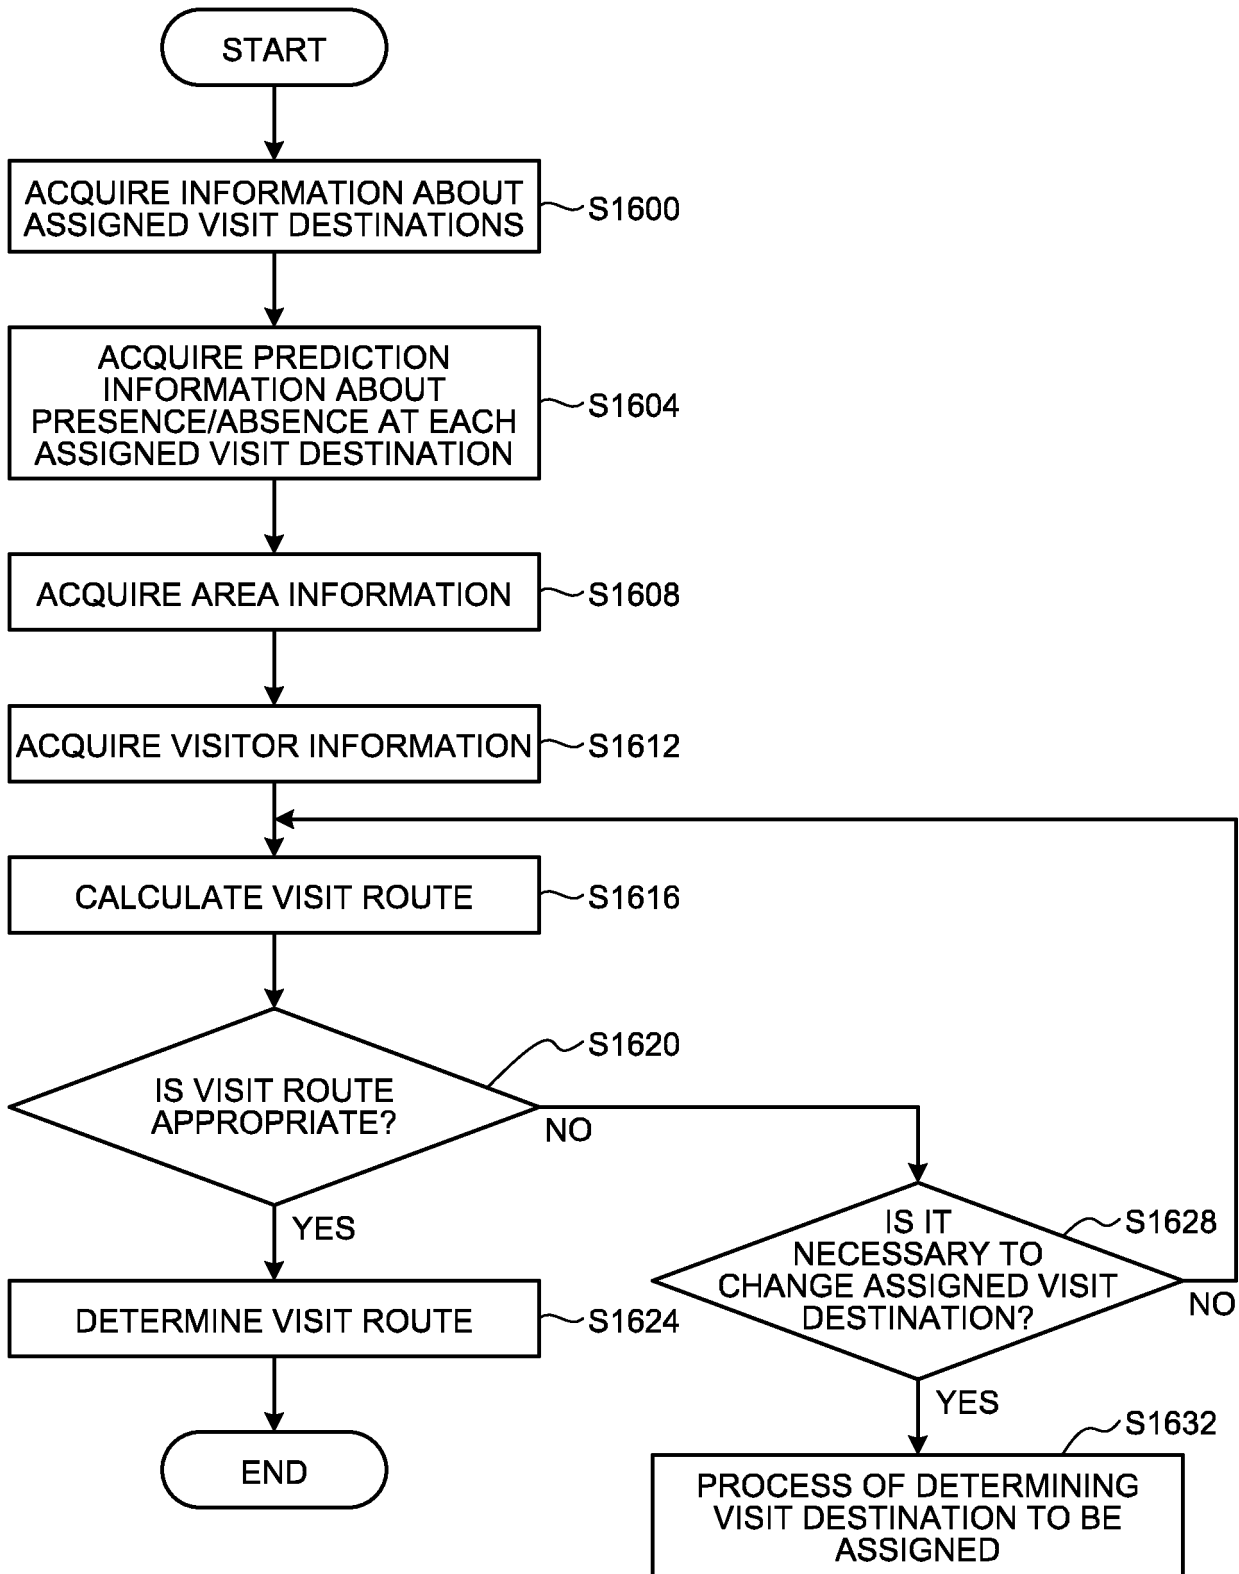 START
ACQUIRE INFORMATION ABOUT
ASSIGNED VISIT DESTINATIONS
S1600
ACQUIRE PREDICTION
INFORMATION ABOUT
PRESENCE/ABSENCE AT EACH
ASSIGNED VISIT DESTINATION
S1604
ACQUIRE AREA INFORMATION
S1608
ACQUIRE VISITOR INFORMATION
S1612
CALCULATE VISIT ROUTE
S1616
IS VISIT ROUTE
APPROPRIATE?
S1620
NO
YES
DETERMINE VISIT ROUTE
S1624
END
IS IT
NECESSARY TO
CHANGE ASSIGNED VISIT
DESTINATION?
S1628
NO
YES
S1632
PROCESS OF DETERMINING
VISIT DESTINATION TO BE
ASSIGNED